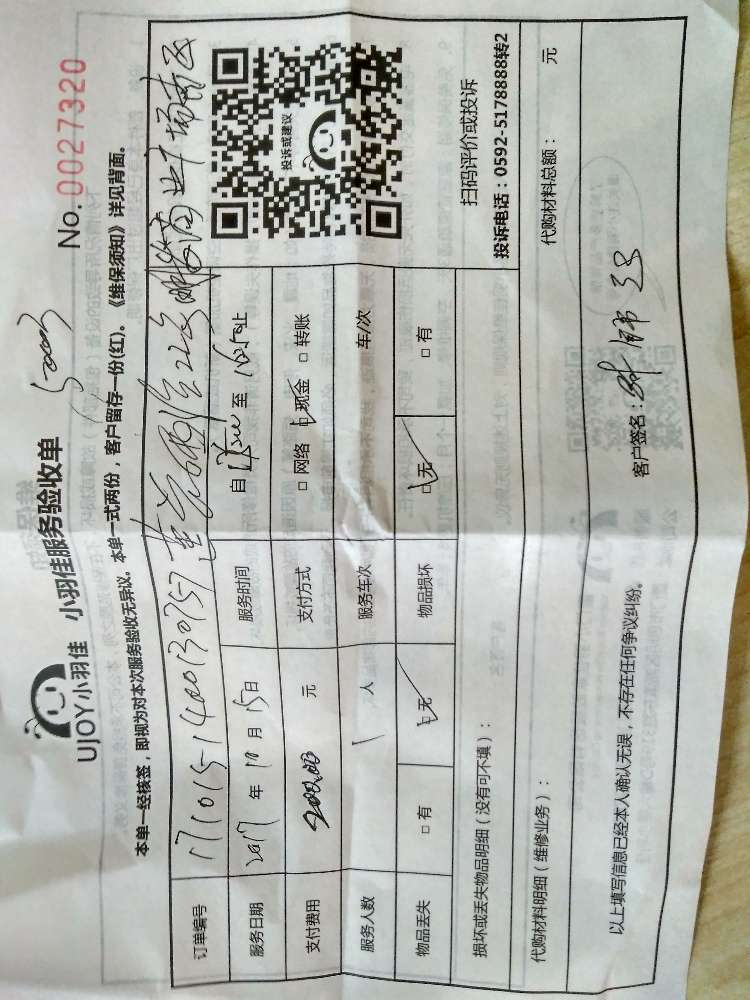 5003
No. 0027320
UJOY小羽佳 小羽佳服务验收单
本单一经核签，即视为对本次服务验收无异议。本单一式两份，客户留存一份(红)。《维保须知》详见背面。
订单编号 171015-140013075
服务日期 2017 年 10 月 15 日 服务时间 自 至 止
支付费用 200.00 元 支付方式 □ 网络 □ 现金 □ 转账
服务人数 1 人 服务车次 车/次
物品丢失 □ 有 □ 无 物品损坏 □ 无 □ 有
投诉或建议
扫码评价或投诉
投诉电话：0592-5178888转2
损坏或丢失物品明细（没有可不填）：
代购材料明细（维修业务）： 代购材料总额： 元
以上填写信息已经本人确认无误，不存在任何争议纠纷。 客户签名：